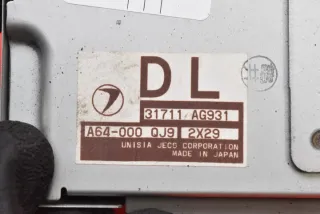 DL
31711 AG931
A64-000 QJ9 2X29
UNISIA JECS CORPORATION
MADE IN JAPAN